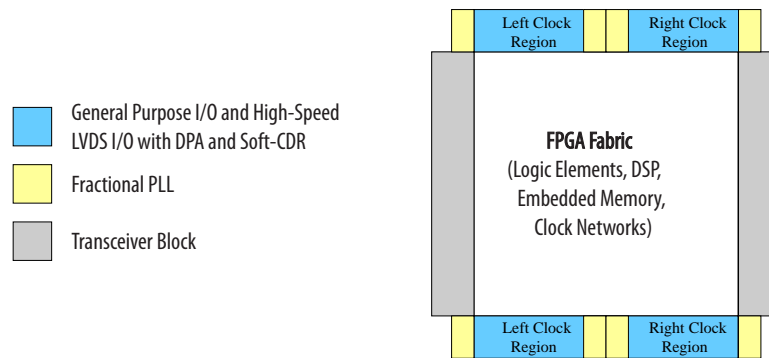 Left Clock
Region
Right Clock
Region
General Purpose I/O and High-Speed
LVDS I/O with DPA and Soft-CDR
Fractional PLL
Transceiver Block
FPGA Fabric
(Logic Elements, DSP,
Embedded Memory,
Clock Networks)
Left Clock
Region
Right Clock
Region